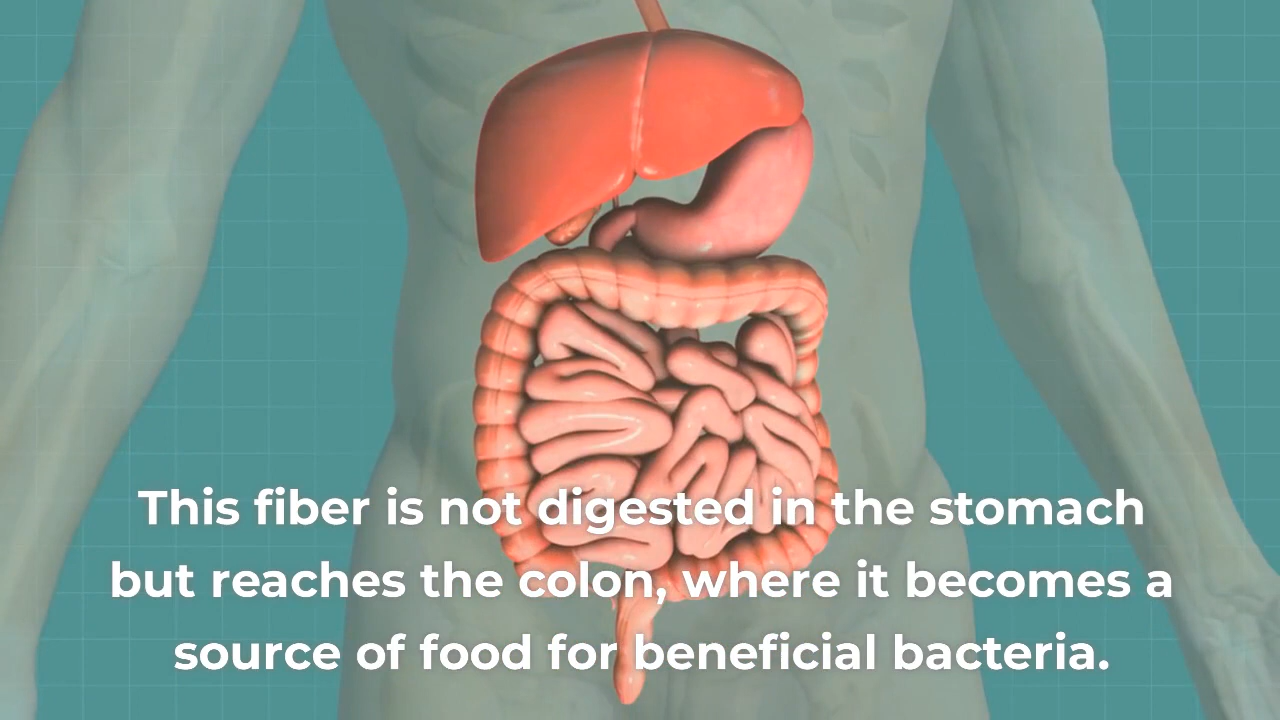 This fiber is not digested in the stomach
but reaches the colon, where it becomes a
source of food for beneficial bacteria.